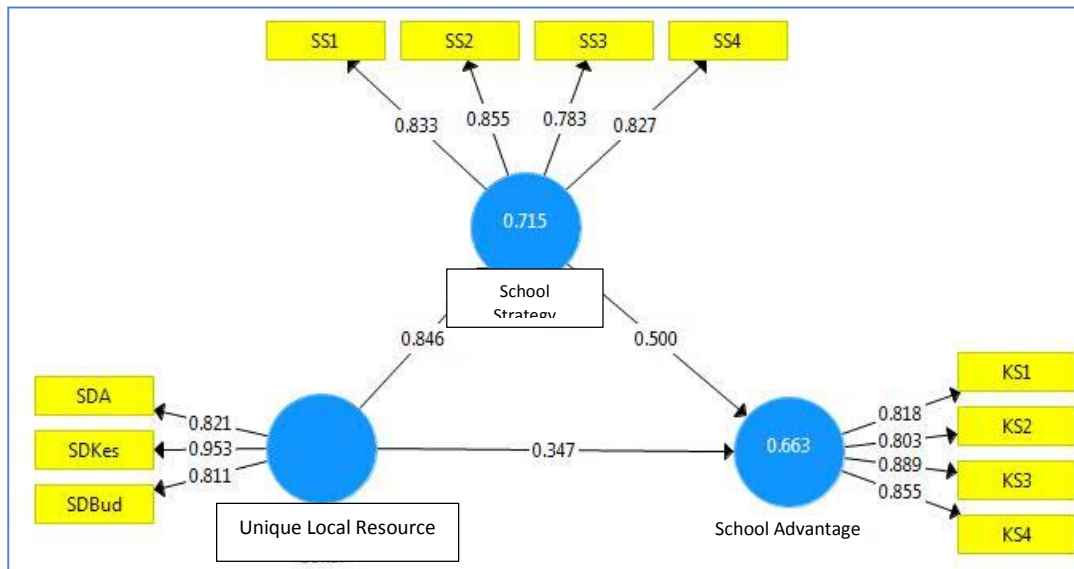 SS1 SS2 SS3 SS4
0.833 0.855 0.783 0.827
0.715
School
Strategy
0.846 0.500
SDA
SDKes
SDBud
0.821
0.953
0.811
0.347
0.663
0.818
0.803
0.889
0.855
KS1
KS2
KS3
KS4
Unique Local Resource
School Advantage